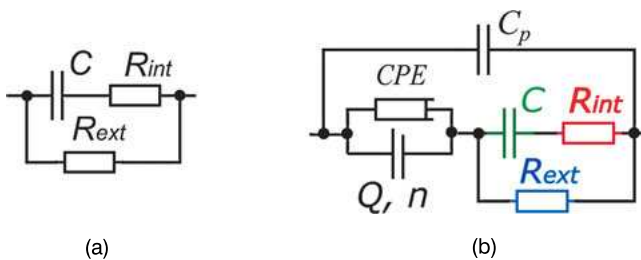 C
Rint
Rext
(a)
Cp
CPE
C
Rint
Rext
Q, n
(b)